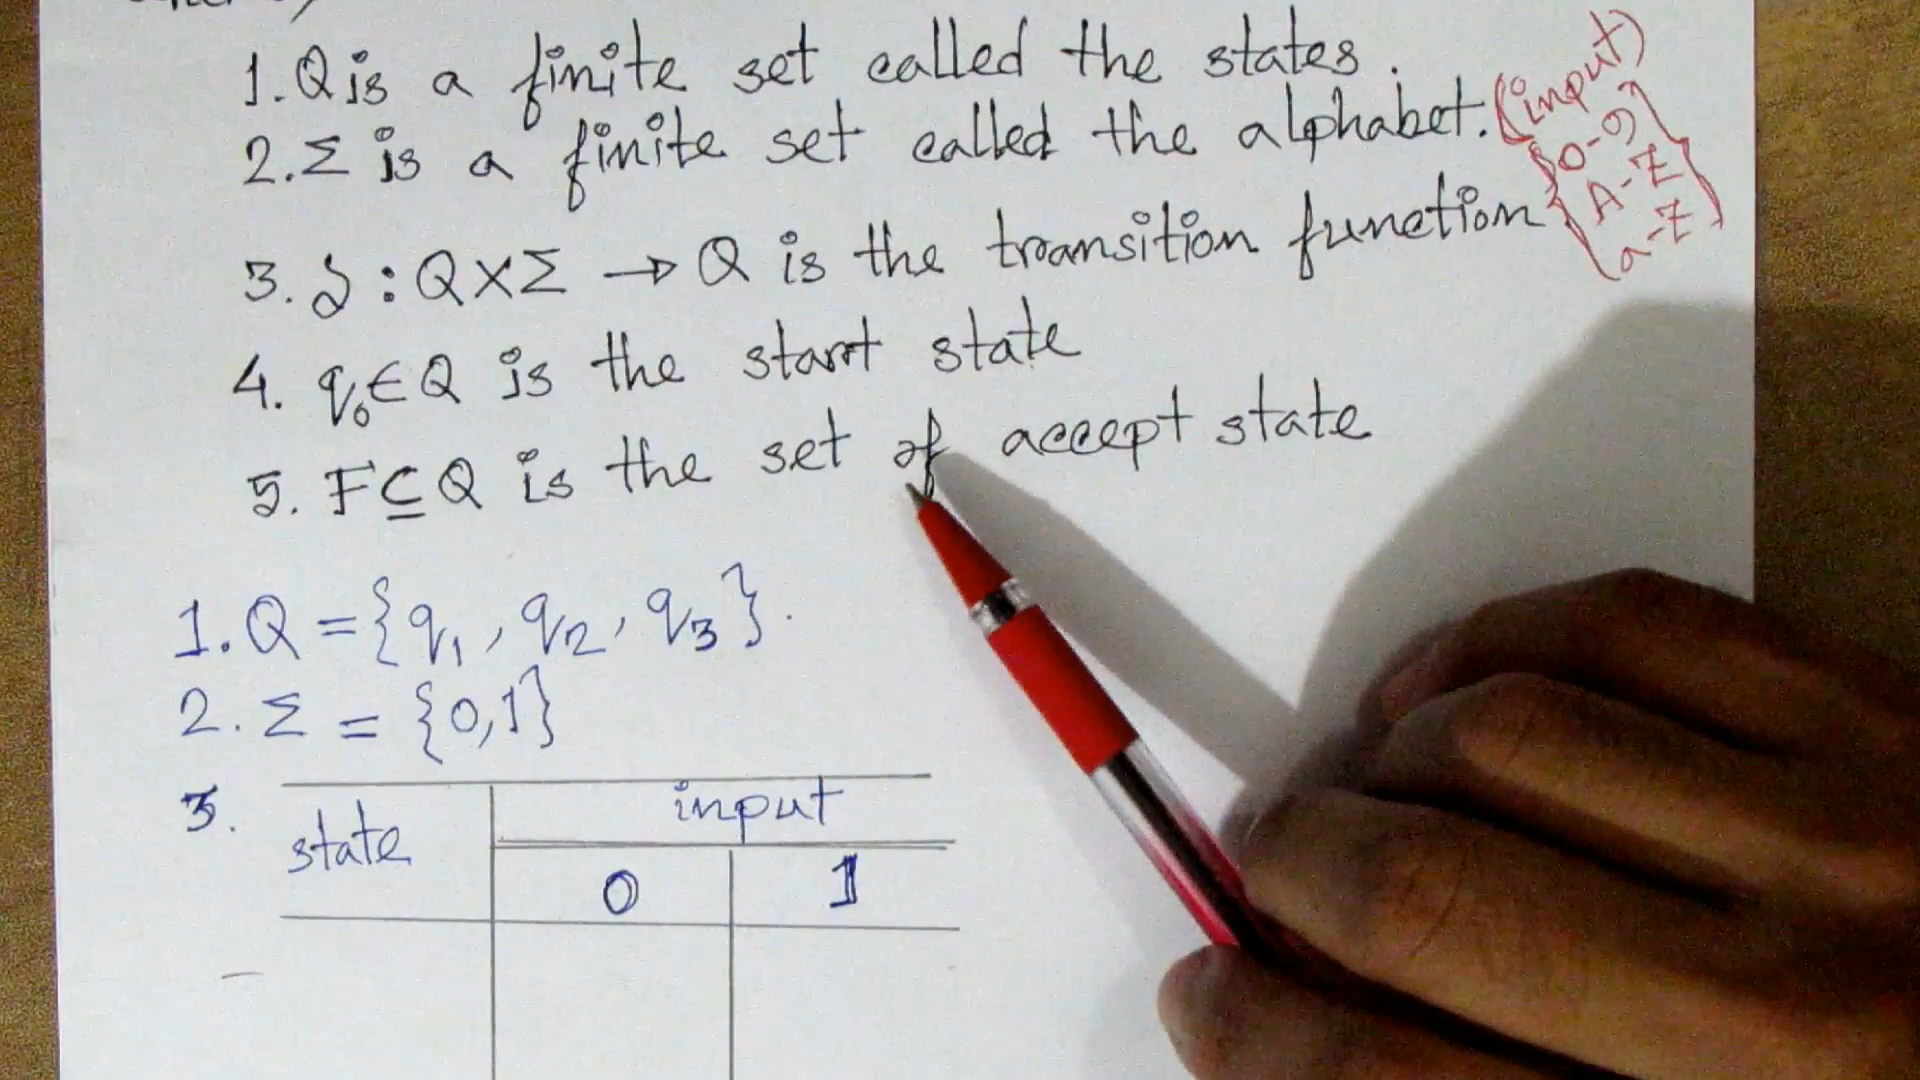 1. Q is a finite set called the states.
2. Σ is a finite set called the alphabet. (input)
{0-9,
A-Z
a-z}
3. δ : Q X Σ → Q is the transition function
4. q₀ ∈ Q is the start state
5. F ⊆ Q is the set of accept state
1. Q = {q₁, q₂, q₃}.
2. Σ = {0,1}
3.
state input
0 1